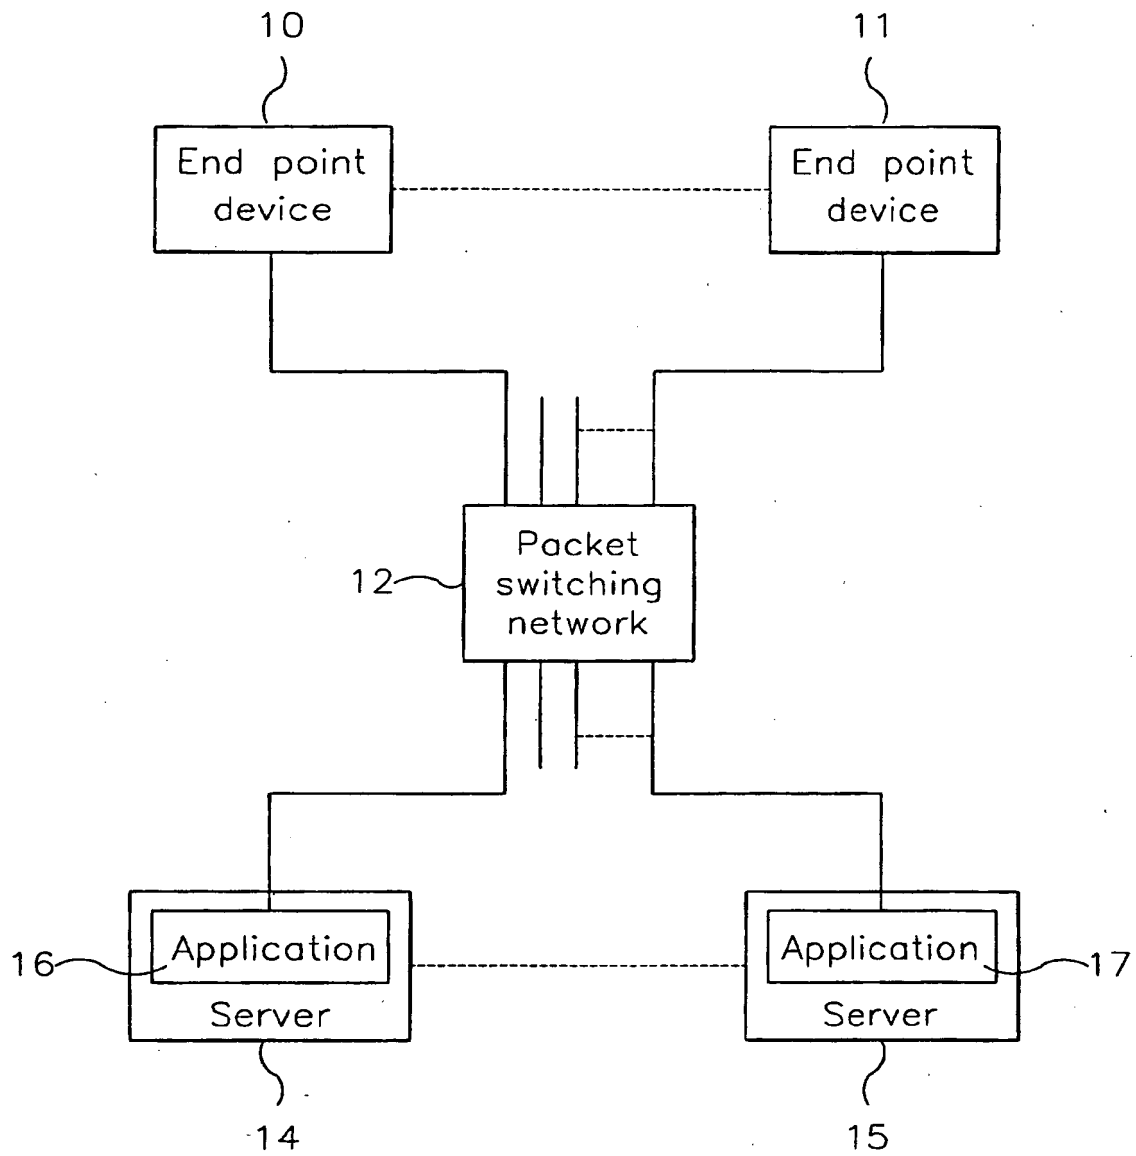 10
11
End point
device
End point
device
12
Packet
switching
network
16
Application
Server
Application
17
Server
14
15